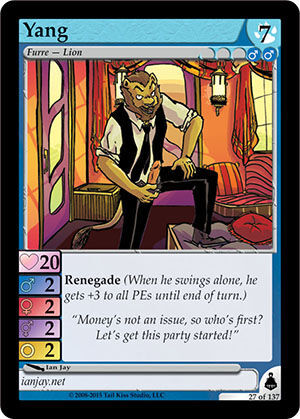 Yang
7
Furre — Lion
20
2
2
2
2
Renegade (When he swings alone, he
gets +3 to all PEs until end of turn.)
“Money’s not an issue, so who’s first?
Let’s get this party started!”
Ian Jay
ianjay.net
27 of 137
© 2008-2015 Tail Kiss Studio, LLC